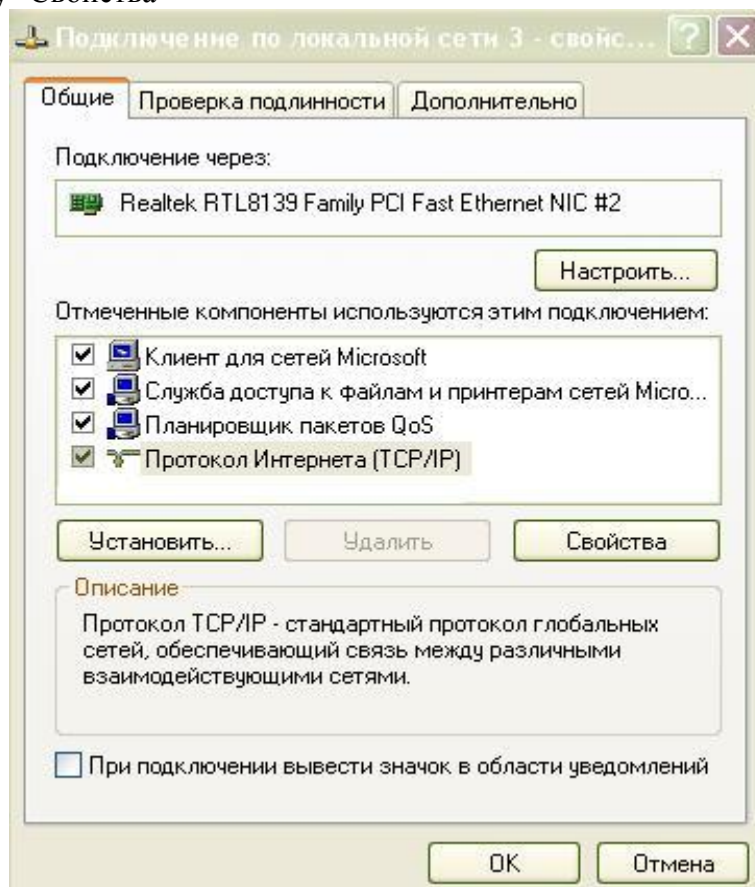 у "Свойства"
Подключение по локальной сети 3 - свойс...
Общие
Проверка подлинности
Дополнительно
Подключение через:
Realtek RTL8139 Family PCI Fast Ethernet NIC #2
Настроить...
Отмеченные компоненты используются этим подключением:
Клиент для сетей Microsoft
Служба доступа к файлам и принтерам сетей Micro...
Планировщик пакетов QoS
Протокол Интернета (TCP/IP)
Установить...
Удалить
Свойства
Описание
Протокол TCP/IP - стандартный протокол глобальных
сетей, обеспечивающий связь между различными
взаимодействующими сетями.
При подключении вывести значок в области уведомлений
OK
Отмена